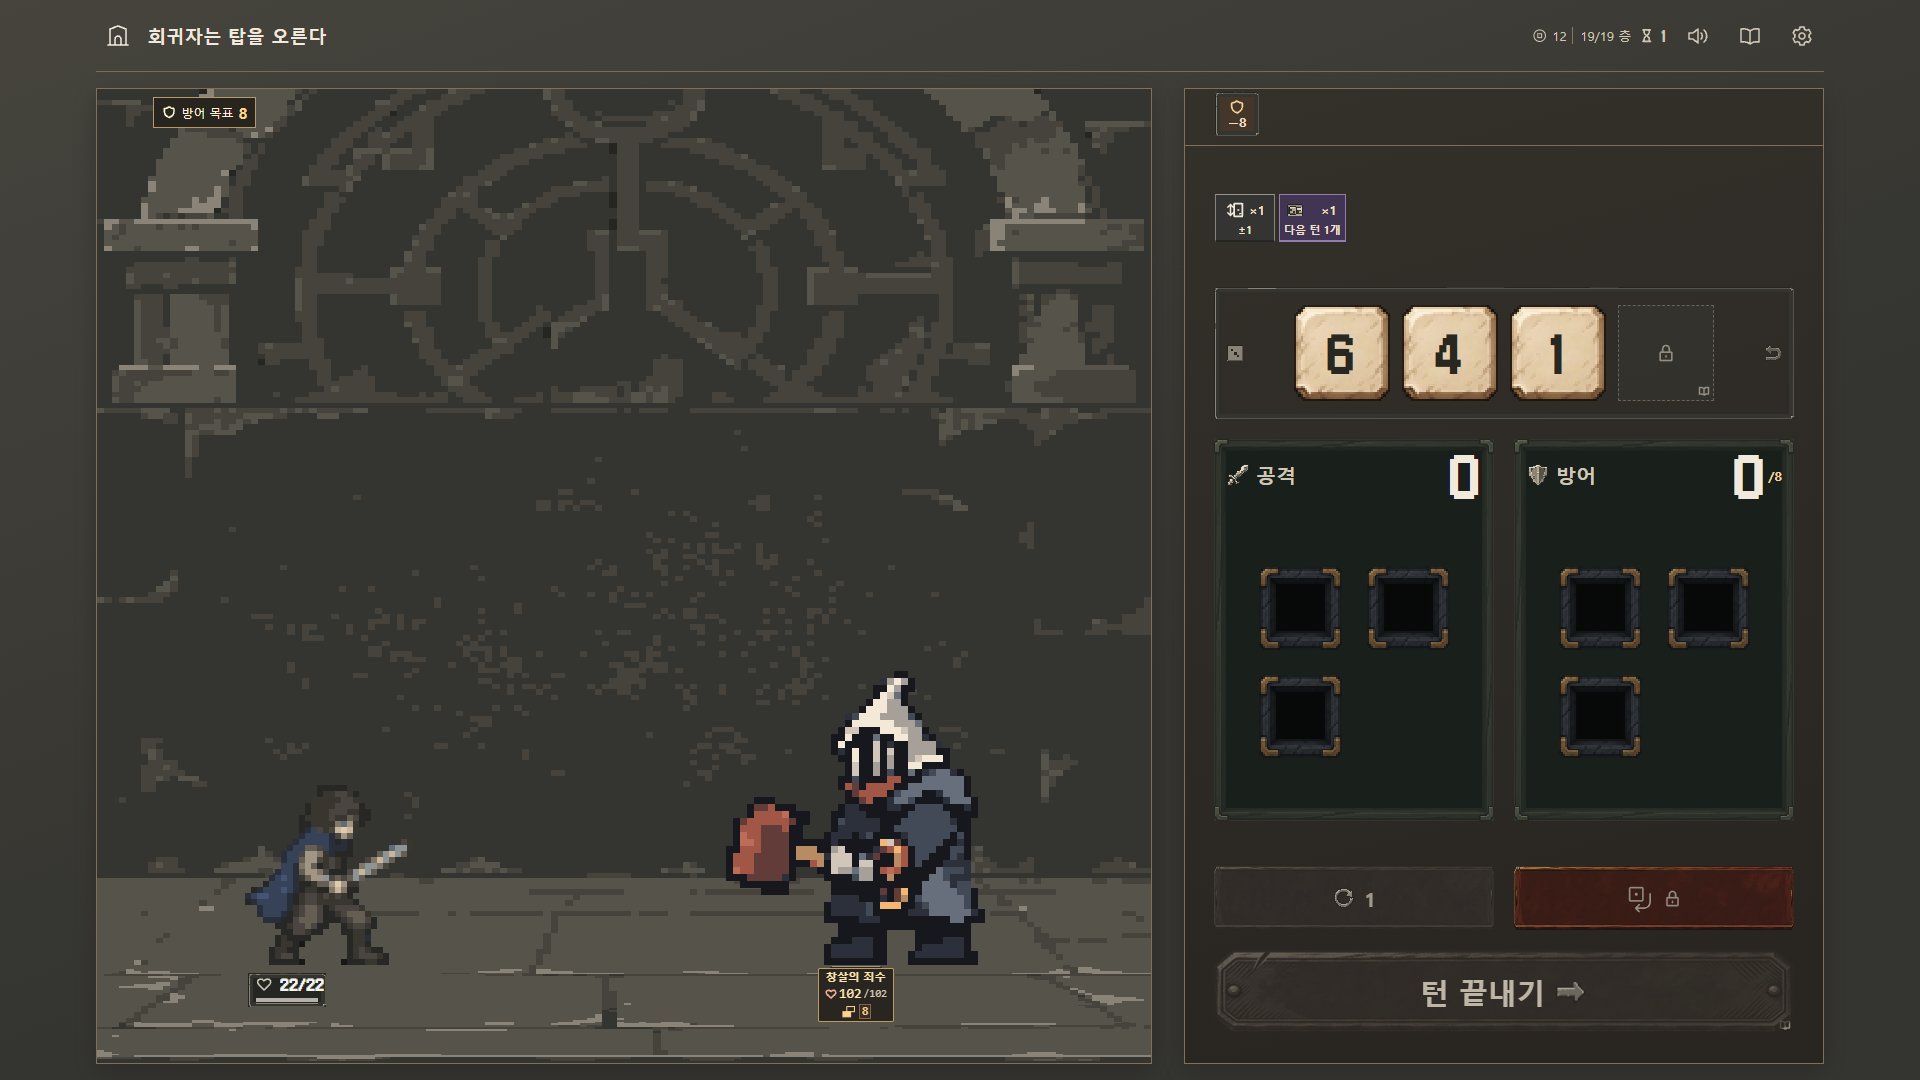 회귀자는 탑을 오른다
12
19/19 층
1
방어 목표 8
–8
×1
±1
×1
다음 턴 1개
6
4
1
공격
0
방어
0/8
22/22
창살의 죄수
102/102
8
1
턴 끝내기